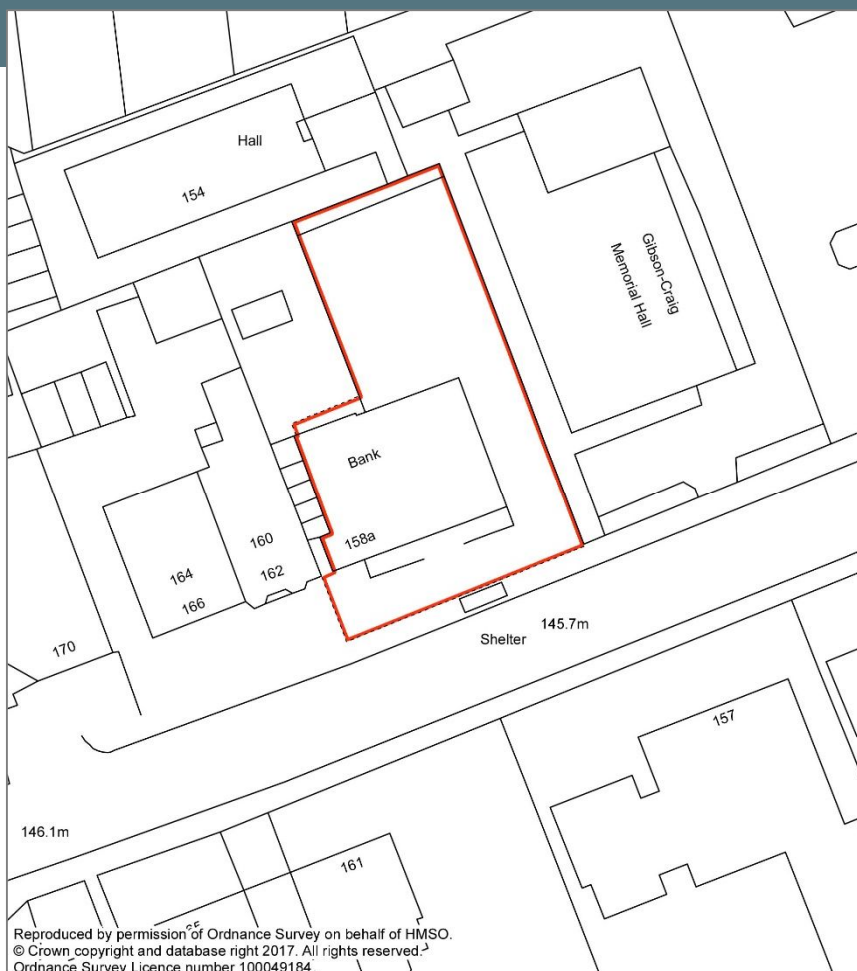 Hall
154
Gibson-Craig
Memorial Hall
Bank
158a
160
162
164
166
170
145.7m
Shelter
157
146.1m
161
Reproduced by permission of Ordnance Survey on behalf of HMSO.
© Crown copyright and database right 2017. All rights reserved.
Ordnance Survey Licence number 100049184.